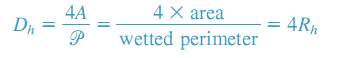 D_h = 4A / 𝒫 = 4 × area / wetted perimeter = 4R_h